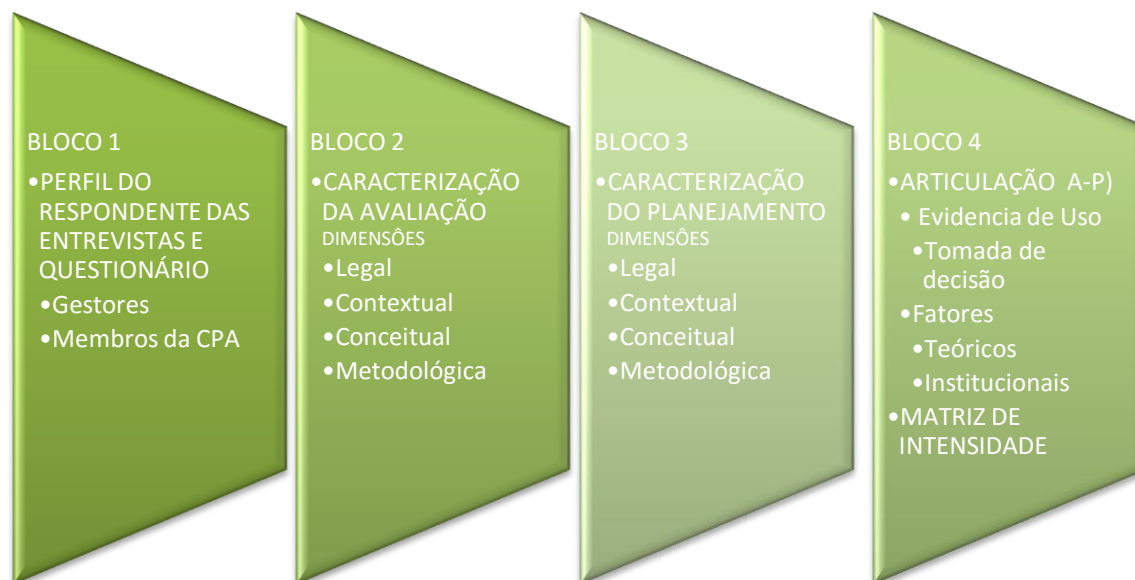 BLOCO 1
•PERFIL DO
RESPONDENTE DAS
ENTREVISTAS E
QUESTIONÁRIO
•Gestores
•Membros da CPA
BLOCO 2
•CARACTERIZAÇÃO
DA AVALIAÇÃO
DIMENSÔES
•Legal
•Contextual
•Conceitual
•Metodológica
BLOCO 3
•CARACTERIZAÇÃO
DO PLANEJAMENTO
DIMENSÕES
•Legal
•Contextual
•Conceitual
•Metodológica
BLOCO 4
•ARTICULAÇÃO A-P)
• Evidencia de Uso
•Tomada de
decisão
•Fatores
•Teóricos
•Institucionais
•MATRIZ DE
INTENSIDADE